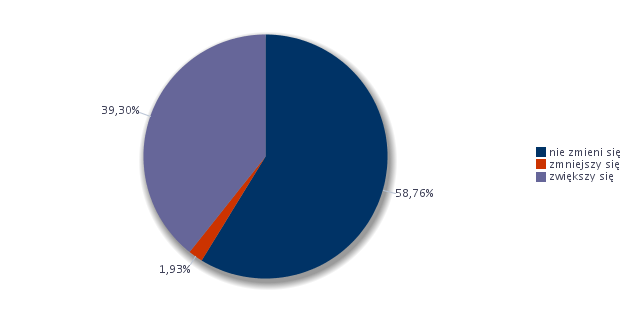 39,30%
58,76%
1,93%
nie zmieni się
zmniejszy się
zwiększy się